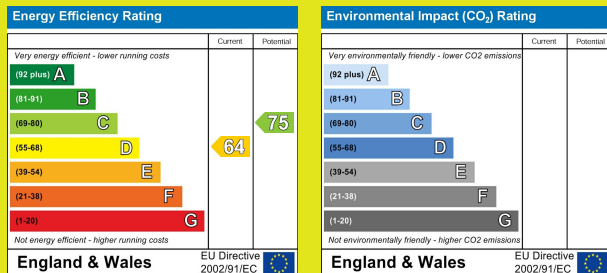 Energy Efficiency Rating
Current Potential
Very energy efficient - lower running costs
(92 plus) A
(81-91) B
(69-80) C
75
(55-68) D
64
(39-54) E
(21-38) F
(1-20) G
Not energy efficient - higher running costs
England & Wales
EU Directive
2002/91/EC
Environmental Impact (CO₂) Rating
Current Potential
Very environmentally friendly - lower CO2 emissions
(92 plus) A
(81-91) B
(69-80) C
(55-68) D
(39-54) E
(21-38) F
(1-20) G
Not environmentally friendly - higher CO2 emissions
England & Wales
EU Directive
2002/91/EC